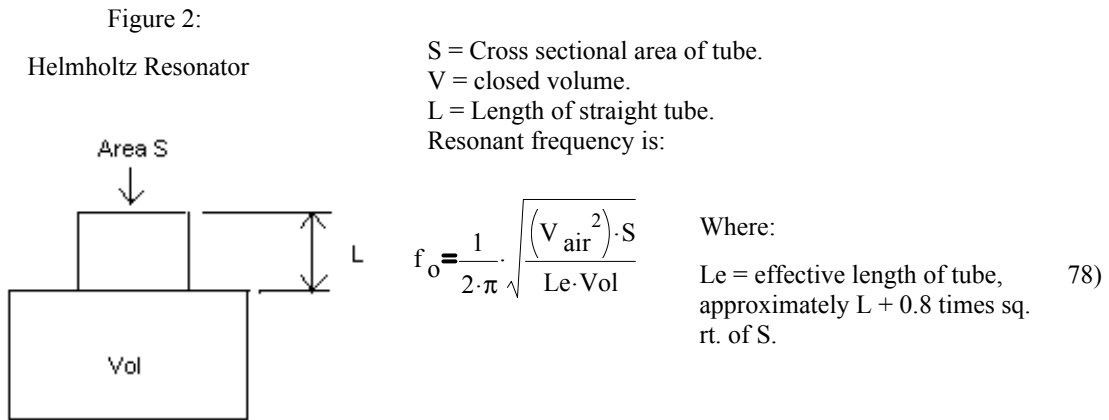 Figure 2:
Helmholtz Resonator
S = Cross sectional area of tube.
V = closed volume.
L = Length of straight tube.
Resonant frequency is:
Area S
L
Vol
f o = 1 / 2·π · √ (V air ²)·S / Le·Vol
Where:
Le = effective length of tube, 78)
approximately L + 0.8 times sq.
rt. of S.